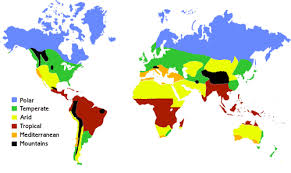 Polar
Temperate
Arid
Tropical
Mediterranean
Mountains